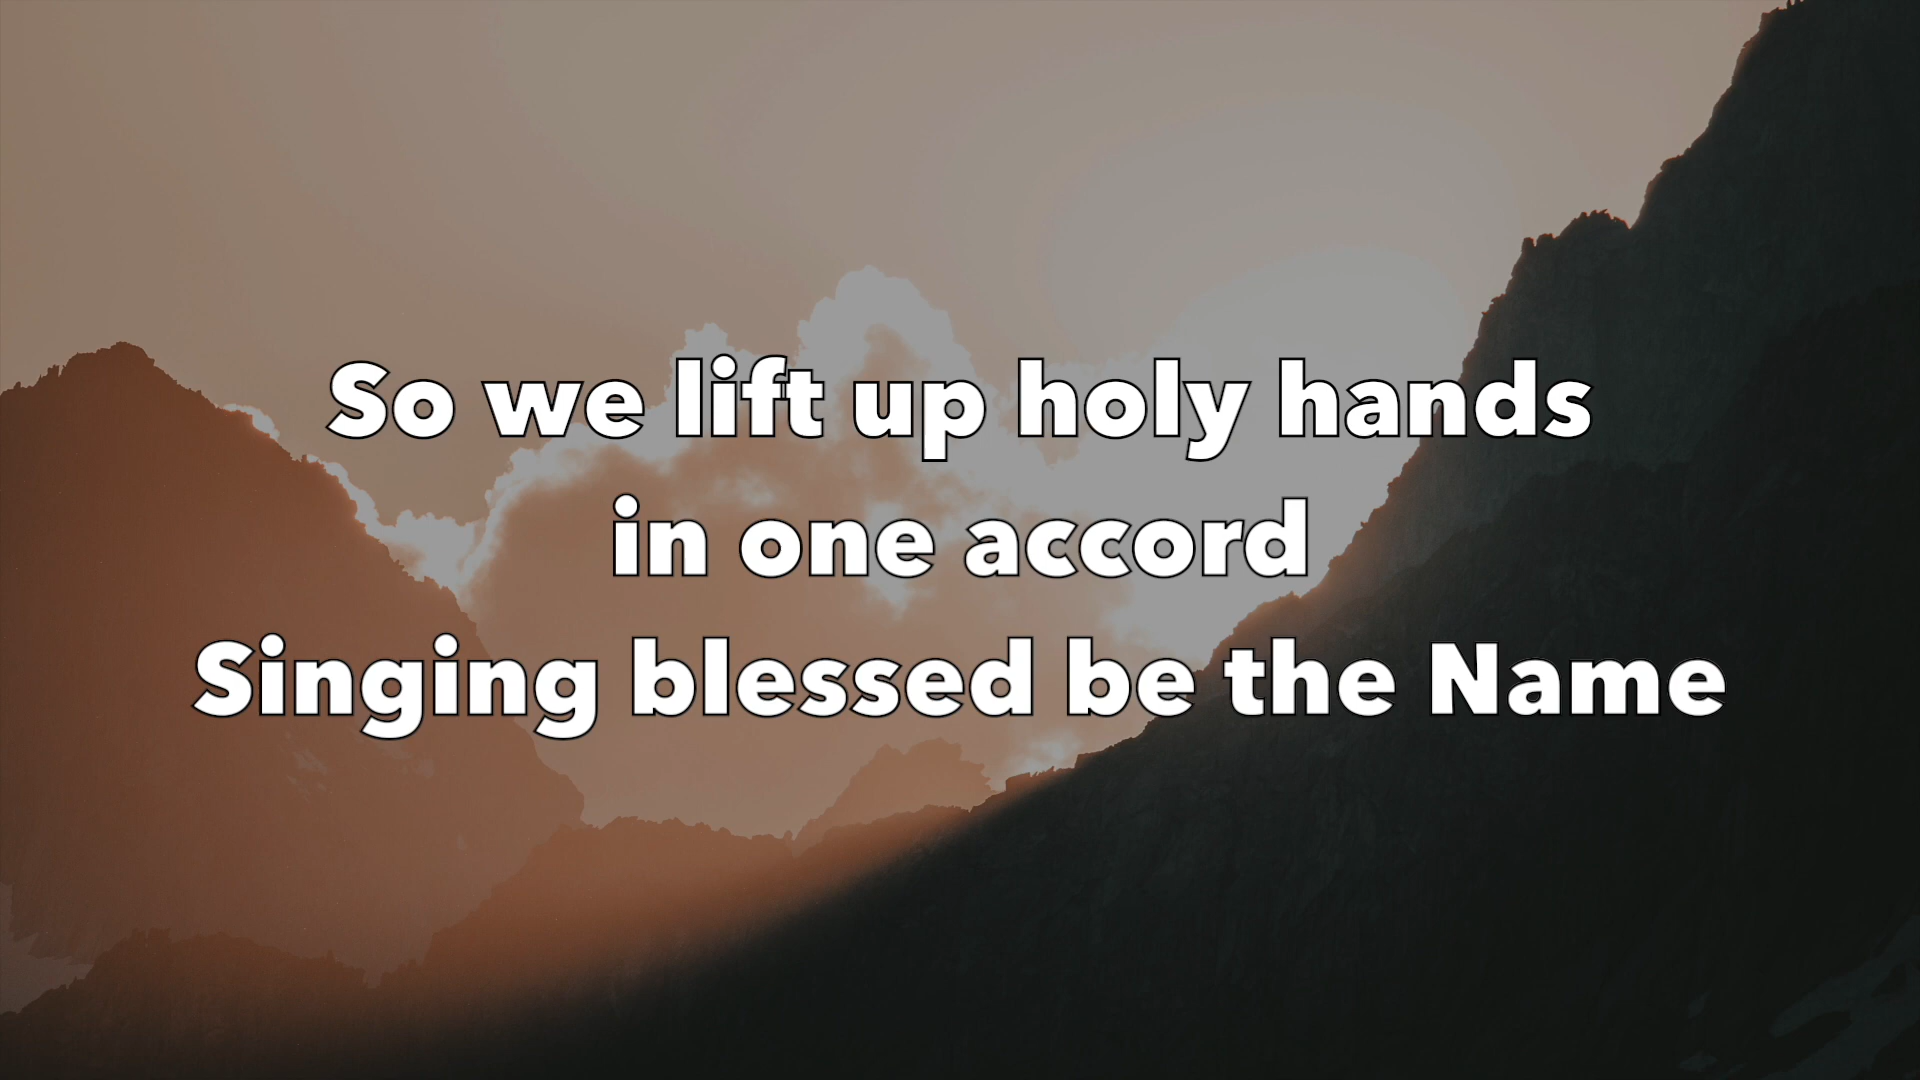 So we lift up holy hands
in one accord
Singing blessed be the Name